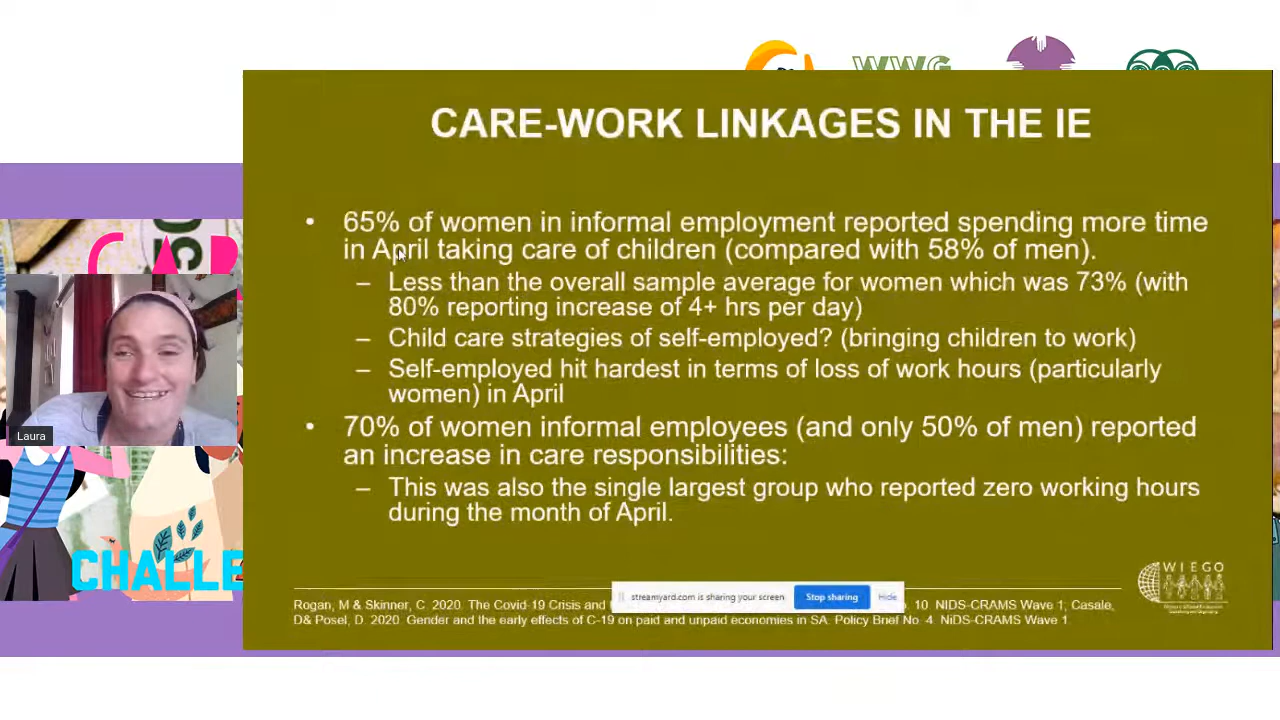 WWG
CARE-WORK LINKAGES IN THE IE
• 65% of women in informal employment reported spending more time
in April taking care of children (compared with 58% of men).
– Less than the overall sample average for women which was 73% (with
80% reporting increase of 4+ hrs per day)
– Child care strategies of self-employed? (bringing children to work)
– Self-employed hit hardest in terms of loss of work hours (particularly
women) in April
• 70% of women informal employees (and only 50% of men) reported
an increase in care responsibilities:
– This was also the single largest group who reported zero working hours
during the month of April.
Laura
CHALLE
WIEGO
streamyard.com is sharing your screen
Stop sharing
Hide
Rogan, M & Skinner, C. 2020. The Covid-19 Crisis and . 10 NIDS-CRAMS Wave 1; Casale,
D& Posel, D. 2020. Gender and the early effects of C-19 on paid and unpaid economies in SA. Policy Brief No. 4 NiDS-CRAMS Wave 1